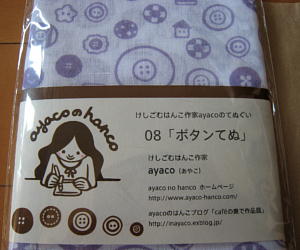 ayaco no hanco
けしごむはんこ作家ayacoのてぬぐい
08「ボタンてぬ」
けしごむはんこ作家
ayaco（あやこ）
ayaco no hanco ホームページ
http://www.ayaco-hanco.com/
ayacoのはんこブログ「caféの奥で作品展」
http://inayaco.exblog.jp/